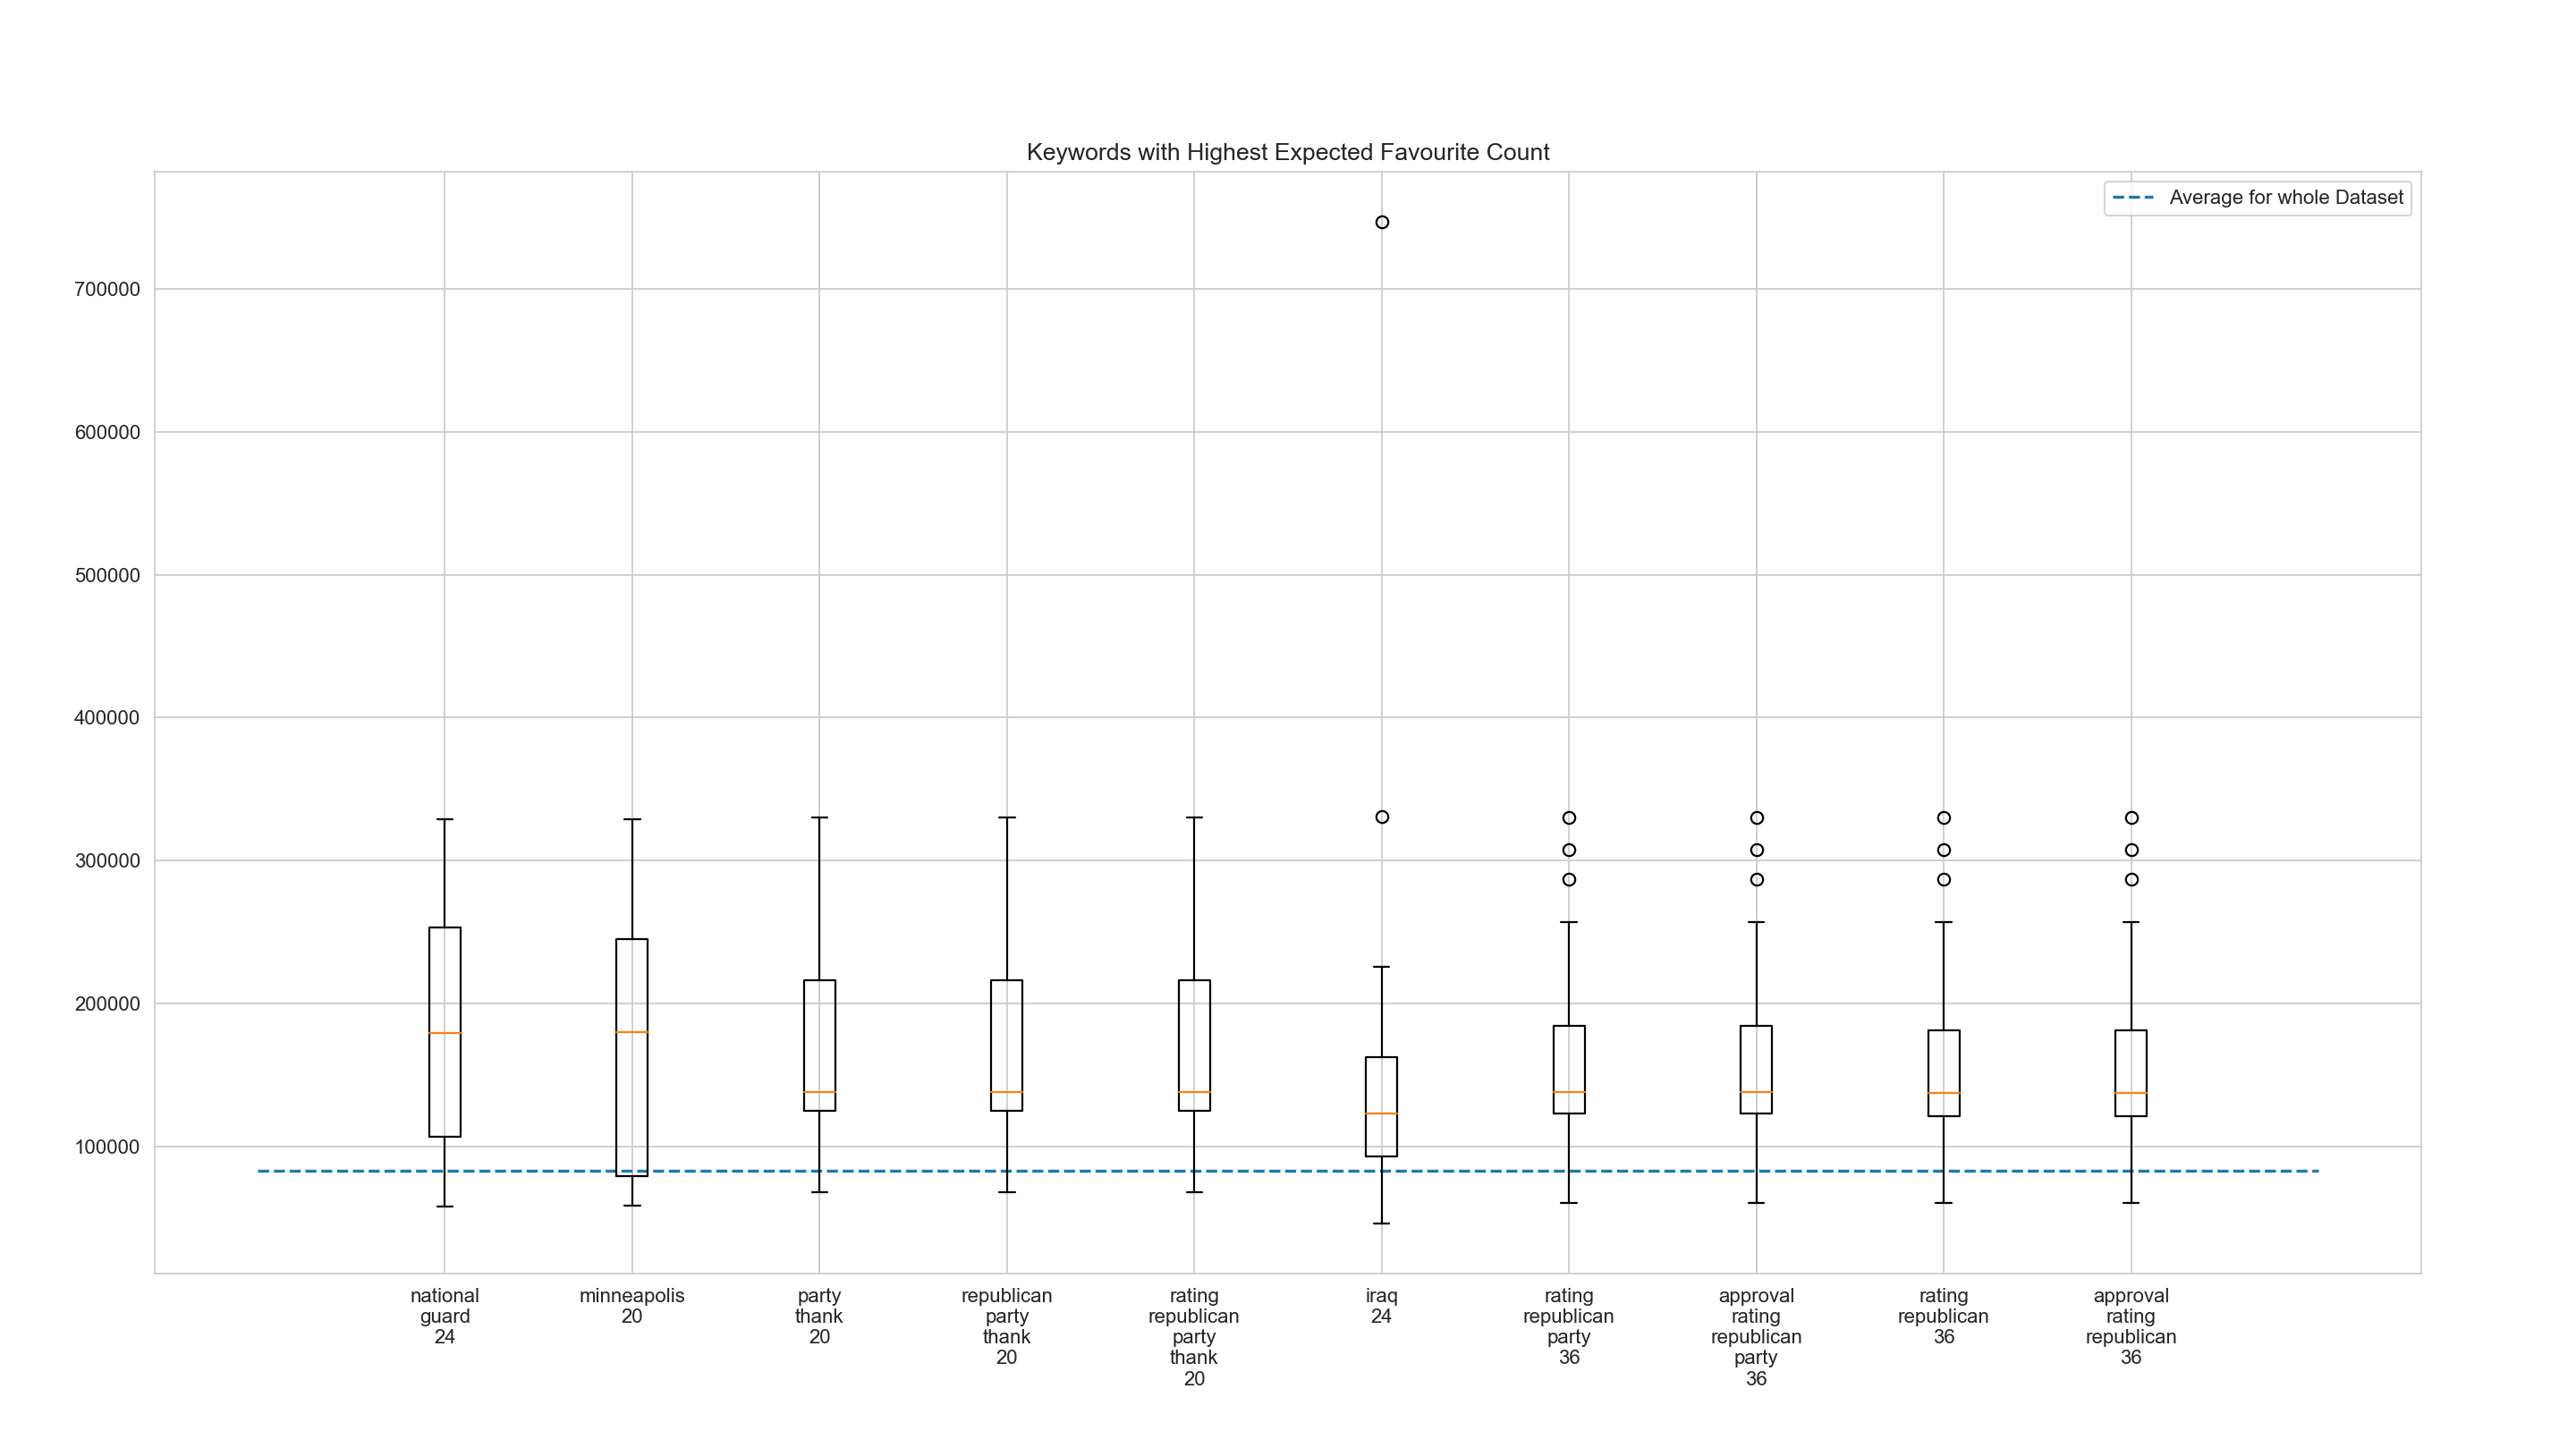 Keywords with Highest Expected Favourite Count
Average for whole Dataset
700000
600000
500000
400000
300000
200000
100000
national
guard
24
minneapolis
20
party
thank
20
republican
party
thank
20
rating
republican
party
thank
20
iraq
24
rating
republican
party
36
approval
rating
republican
party
36
rating
republican
36
approval
rating
republican
36